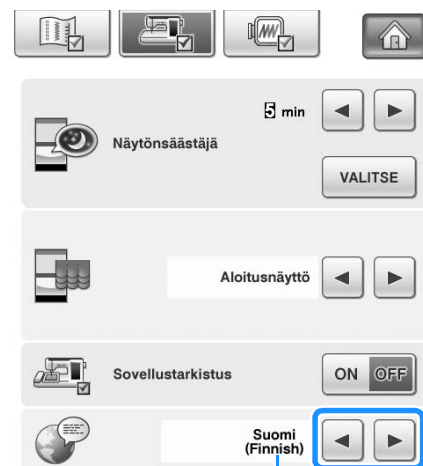 5 min
Näytönsäästäjä
VALITSE
Aloitusnäyttö
Sovellustarkistus
ON OFF
Suomi
(Finnish)